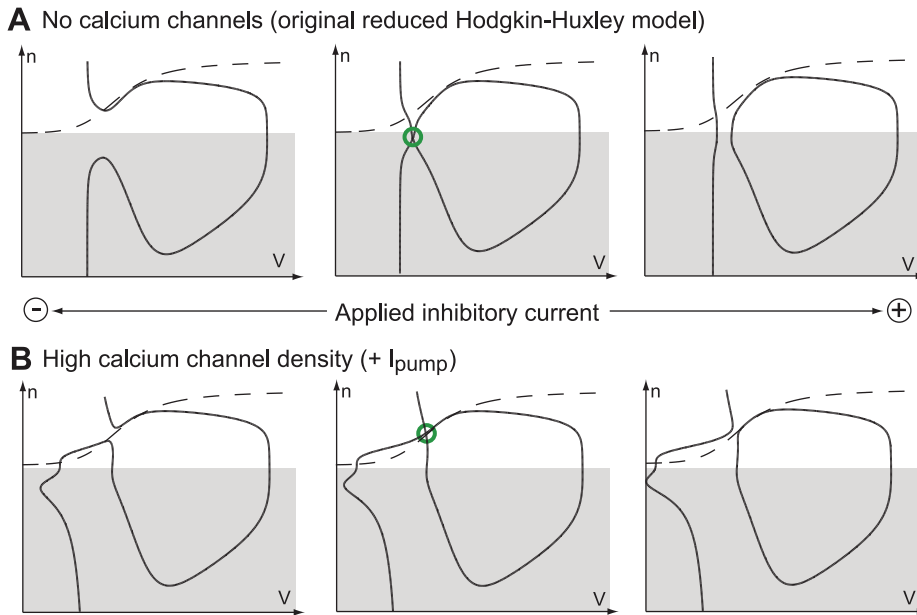 A No calcium channels (original reduced Hodgkin-Huxley model)
n
n
n
V
V
V
- Applied inhibitory current +
B High calcium channel density (+ Ipump)
n
n
n
V
V
V